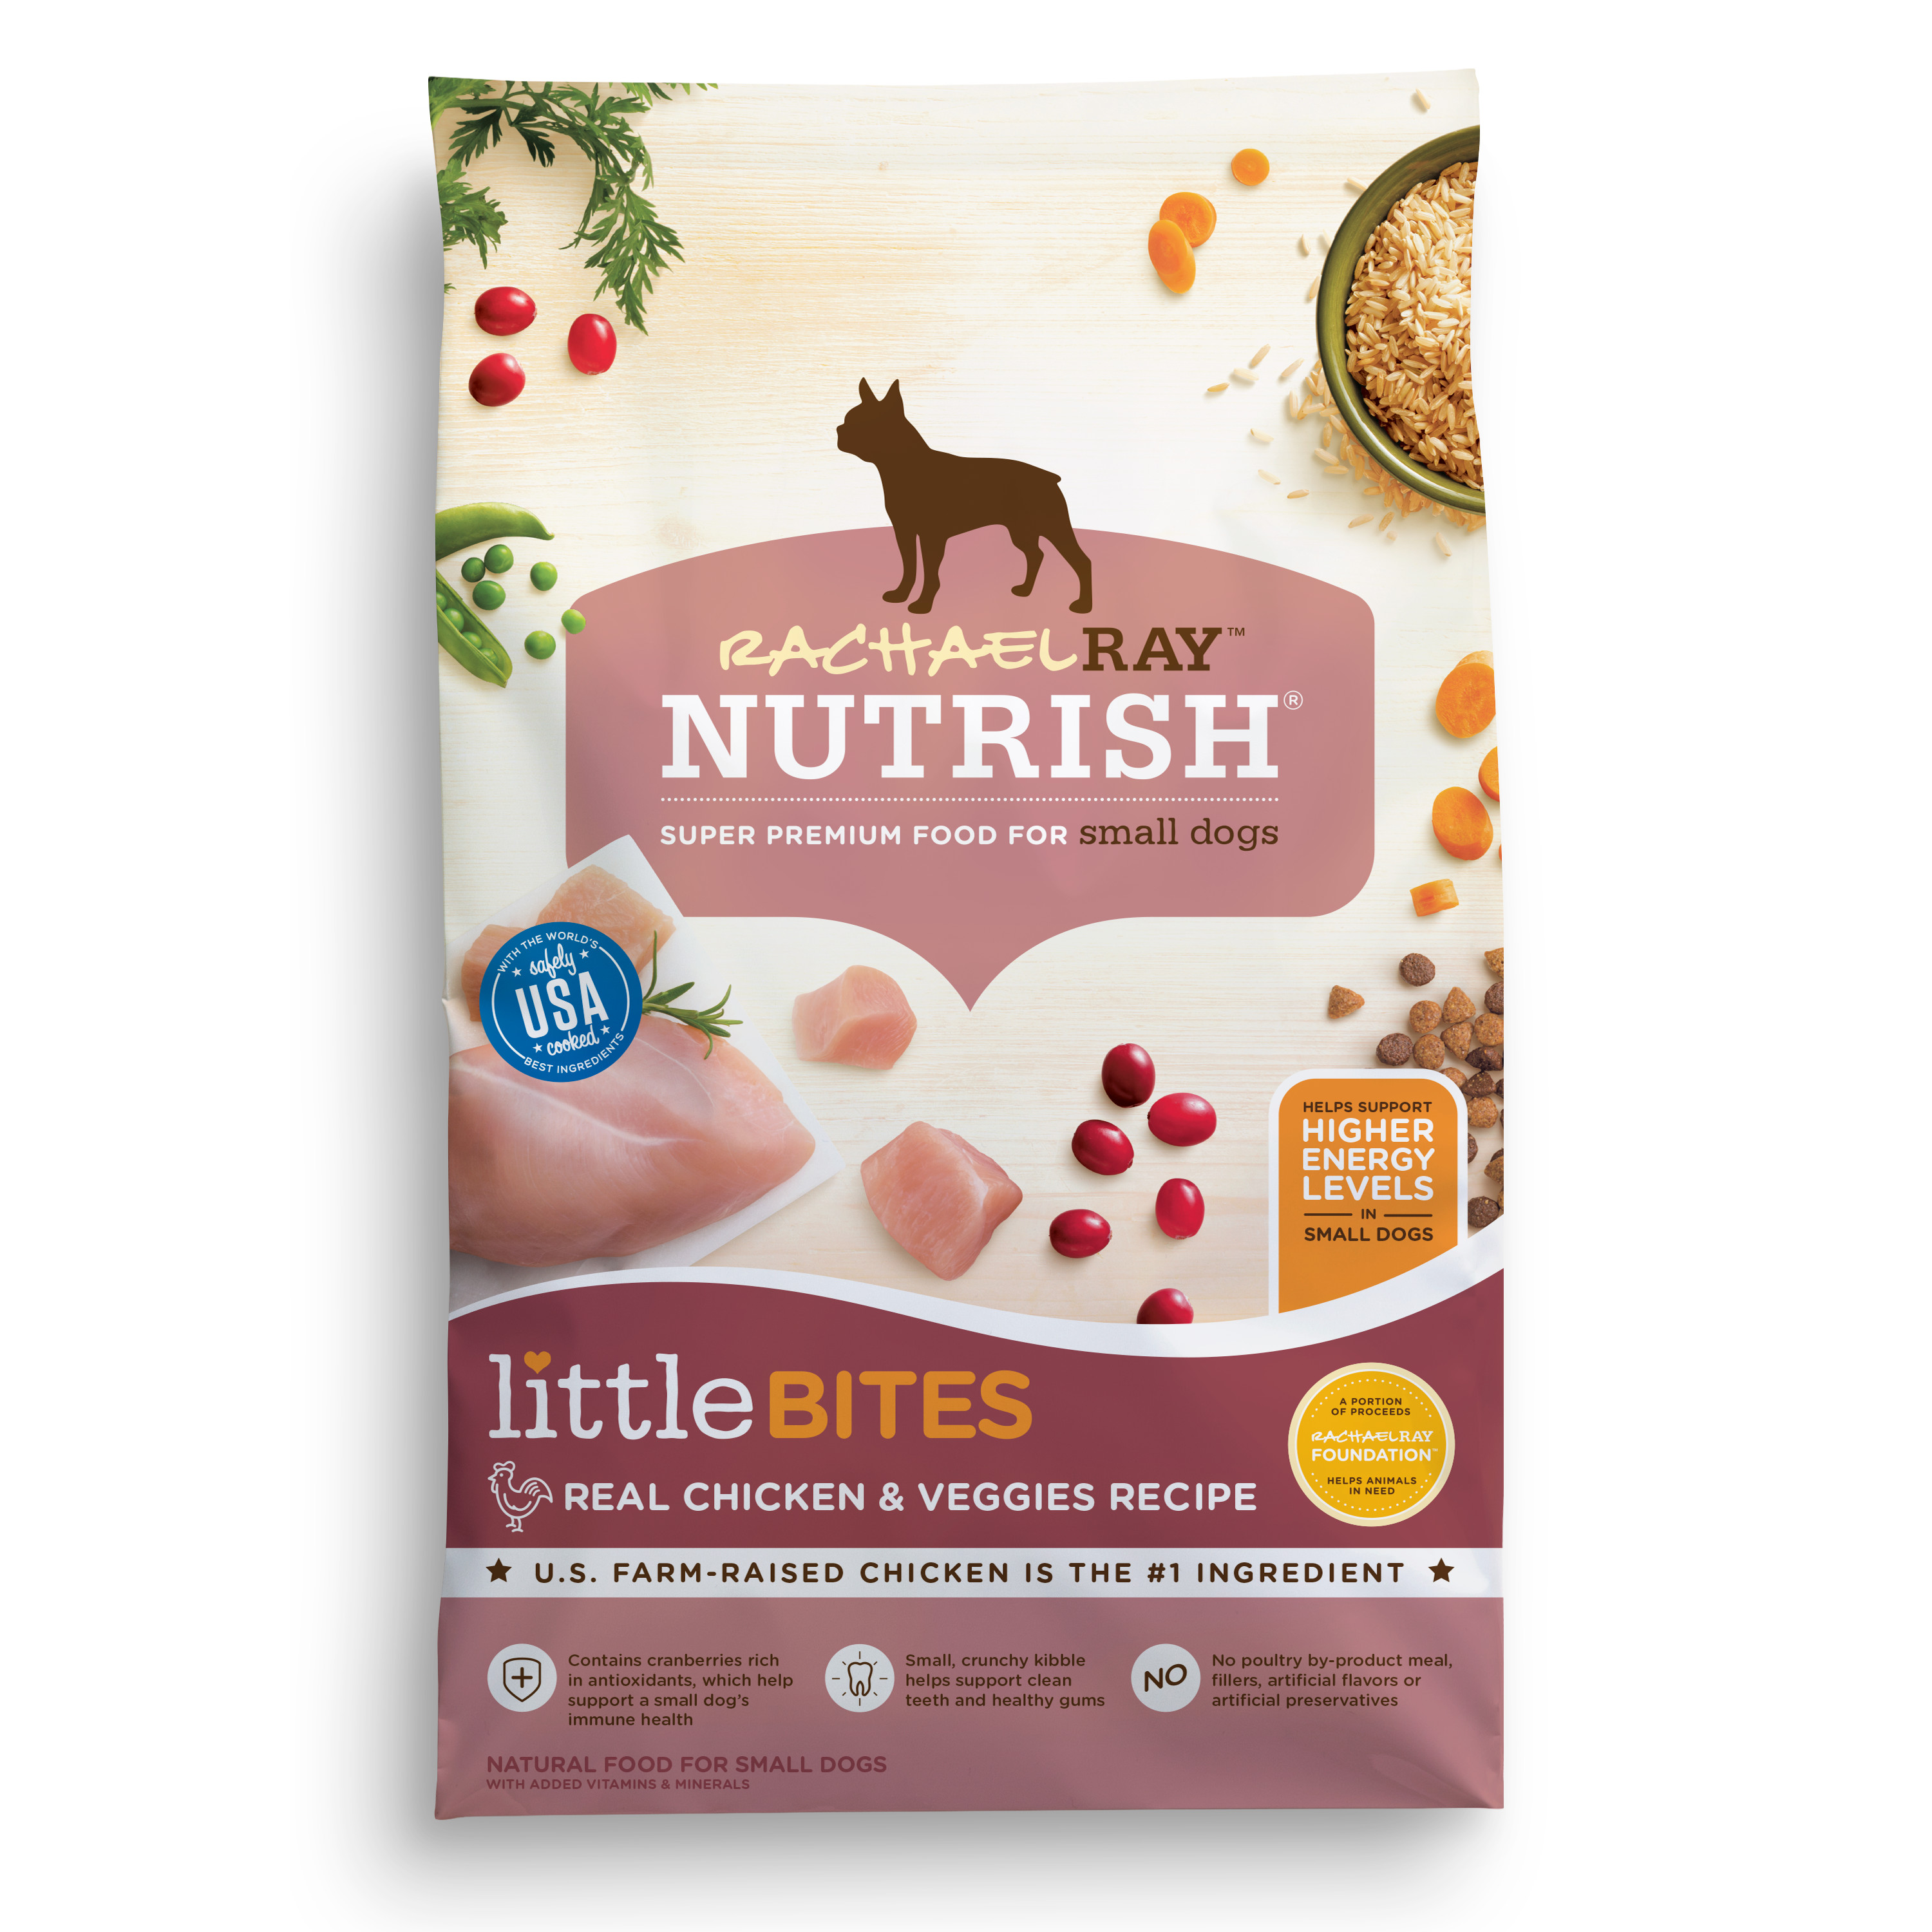 RACHAELRAY™
NUTRISH®
SUPER PREMIUM FOOD FOR small dogs
WITH THE WORLD'S
safely
USA
cooked
BEST INGREDIENTS
HELPS SUPPORT
HIGHER
ENERGY
LEVELS
IN
SMALL DOGS
littleBITES
REAL CHICKEN & VEGGIES RECIPE
A PORTION
OF PROCEEDS
RACHAELRAY
FOUNDATION™
HELPS ANIMALS
IN NEED
★ U.S. FARM-RAISED CHICKEN IS THE #1 INGREDIENT ★
Contains cranberries rich
in antioxidants, which help
support a small dog's
immune health
Small, crunchy kibble
helps support clean
teeth and healthy gums
NO
No poultry by-product meal,
fillers, artificial flavors or
artificial preservatives
NATURAL FOOD FOR SMALL DOGS
WITH ADDED VITAMINS & MINERALS